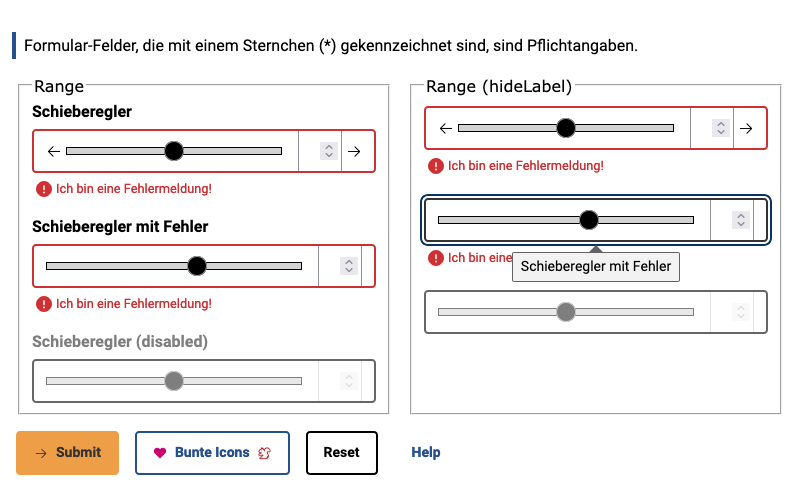 Formular-Felder, die mit einem Sternchen (*) gekennzeichnet sind, sind Pflichtangaben.
Range
Schieberegler
Ich bin eine Fehlermeldung!
Schieberegler mit Fehler
Ich bin eine Fehlermeldung!
Schieberegler (disabled)
Range (hideLabel)
Ich bin eine Fehlermeldung!
Ich bin eine
Schieberegler mit Fehler
Submit
Bunte Icons
Reset
Help